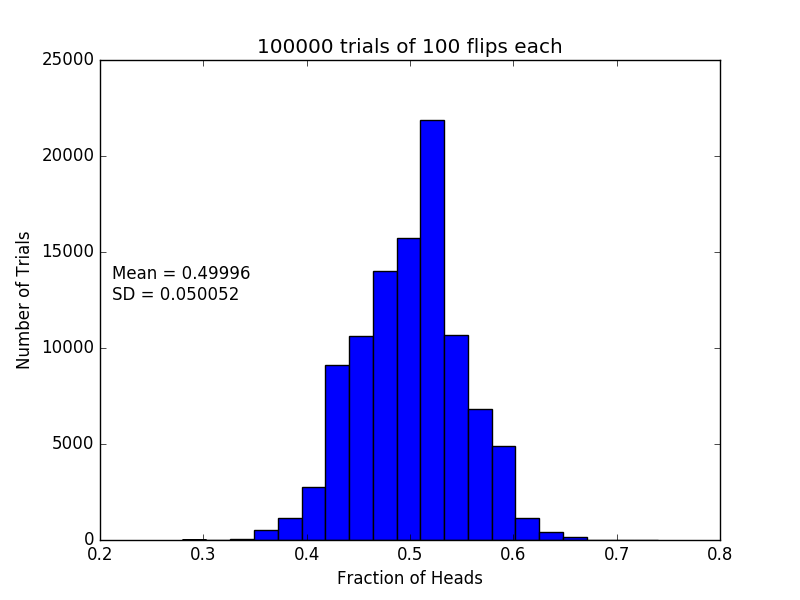 100000 trials of 100 flips each
25000
20000
15000
10000
5000
0
Number of Trials
Mean = 0.49996
SD = 0.050052
0.2 0.3 0.4 0.5 0.6 0.7 0.8
Fraction of Heads